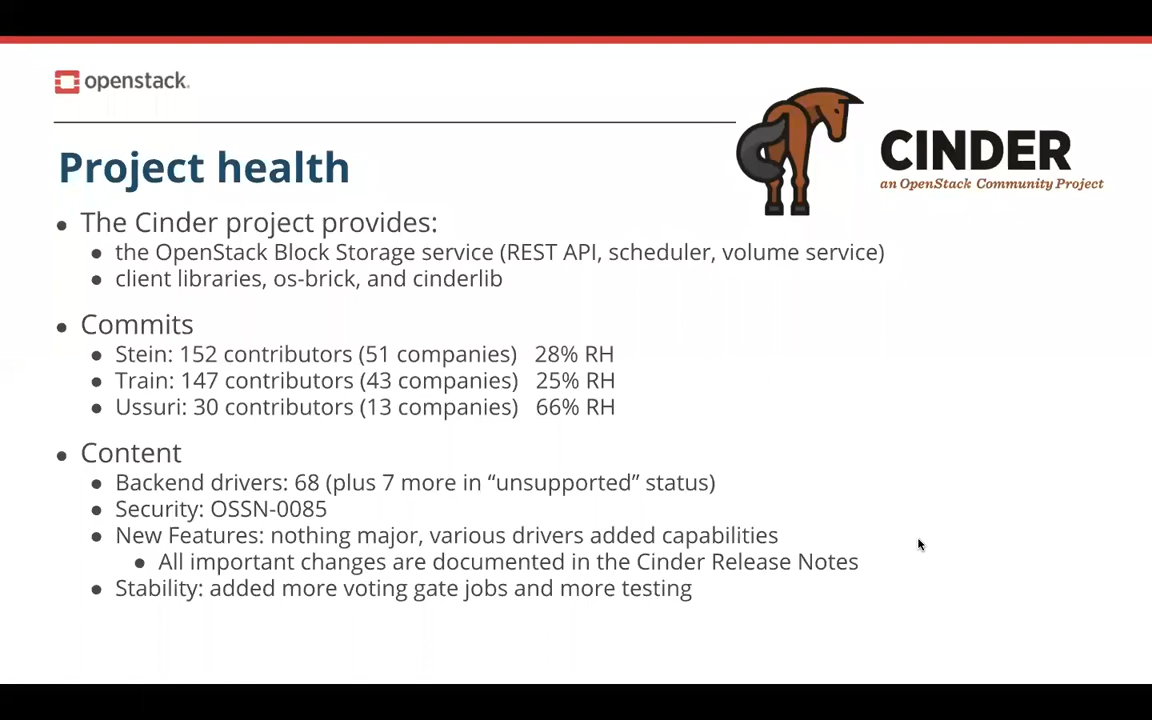 openstack.
CINDER
an OpenStack Community Project
Project health
● The Cinder project provides:
● the OpenStack Block Storage service (REST API, scheduler, volume service)
● client libraries, os-brick, and cinderlib
● Commits
● Stein: 152 contributors (51 companies) 28% RH
● Train: 147 contributors (43 companies) 25% RH
● Ussuri: 30 contributors (13 companies) 66% RH
● Content
● Backend drivers: 68 (plus 7 more in “unsupported” status)
● Security: OSSN-0085
● New Features: nothing major, various drivers added capabilities
● All important changes are documented in the Cinder Release Notes
● Stability: added more voting gate jobs and more testing